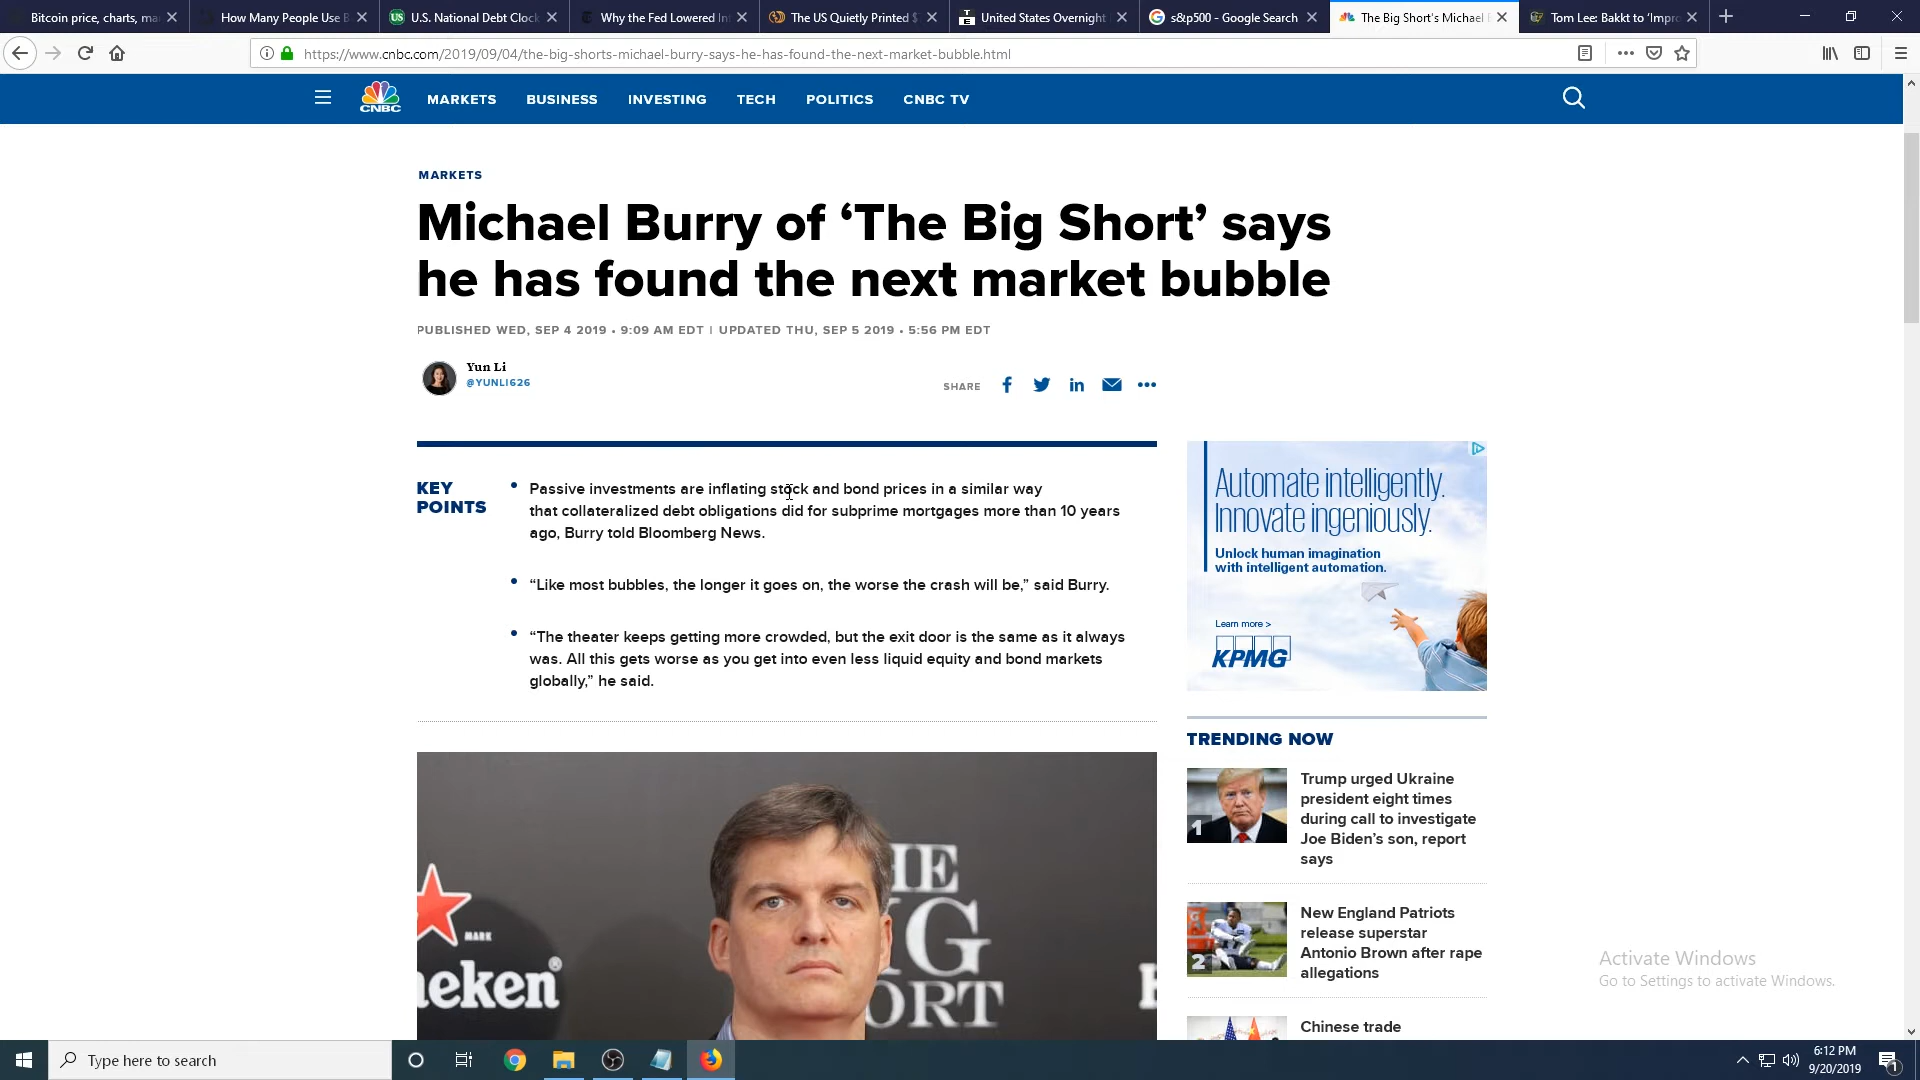 Bitcoin price, charts, ma
How Many People Use B
U.S. National Debt Clock
Why the Fed Lowered In
The US Quietly Printed $
United States Overnight
s&p500 - Google Search
The Big Short's Michael B
Tom Lee: Bakkt to 'Impro
https://www.cnbc.com/2019/09/04/the-big-shorts-michael-burry-says-he-has-found-the-next-market-bubble.html
CNBC
MARKETS BUSINESS INVESTING TECH POLITICS CNBC TV
MARKETS
Michael Burry of ‘The Big Short’ says
he has found the next market bubble
PUBLISHED WED, SEP 4 2019 • 9:09 AM EDT | UPDATED THU, SEP 5 2019 • 5:56 PM EDT
Yun Li
@YUNLI626
SHARE
KEY
POINTS
Passive investments are inflating stock and bond prices in a similar way
that collateralized debt obligations did for subprime mortgages more than 10 years
ago, Burry told Bloomberg News.
“Like most bubbles, the longer it goes on, the worse the crash will be,” said Burry.
“The theater keeps getting more crowded, but the exit door is the same as it always
was. All this gets worse as you get into even less liquid equity and bond markets
globally,” he said.
MARK
eken
HE
BIG
ORT
Automate intelligently.
Innovate ingeniously.
Unlock human imagination
with intelligent automation.
Learn more >
KPMG
TRENDING NOW
1
Trump urged Ukraine
president eight times
during call to investigate
Joe Biden’s son, report
says
2
New England Patriots
release superstar
Antonio Brown after rape
allegations
Chinese trade
Activate Windows
Go to Settings to activate Windows.
Type here to search
6:12 PM
9/20/2019
1